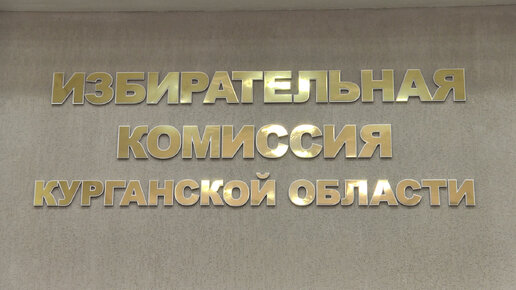 ИЗБИРАТЕЛЬНАЯ
КОМИССИЯ
КУРГАНСКОЙ ОБЛАСТИ